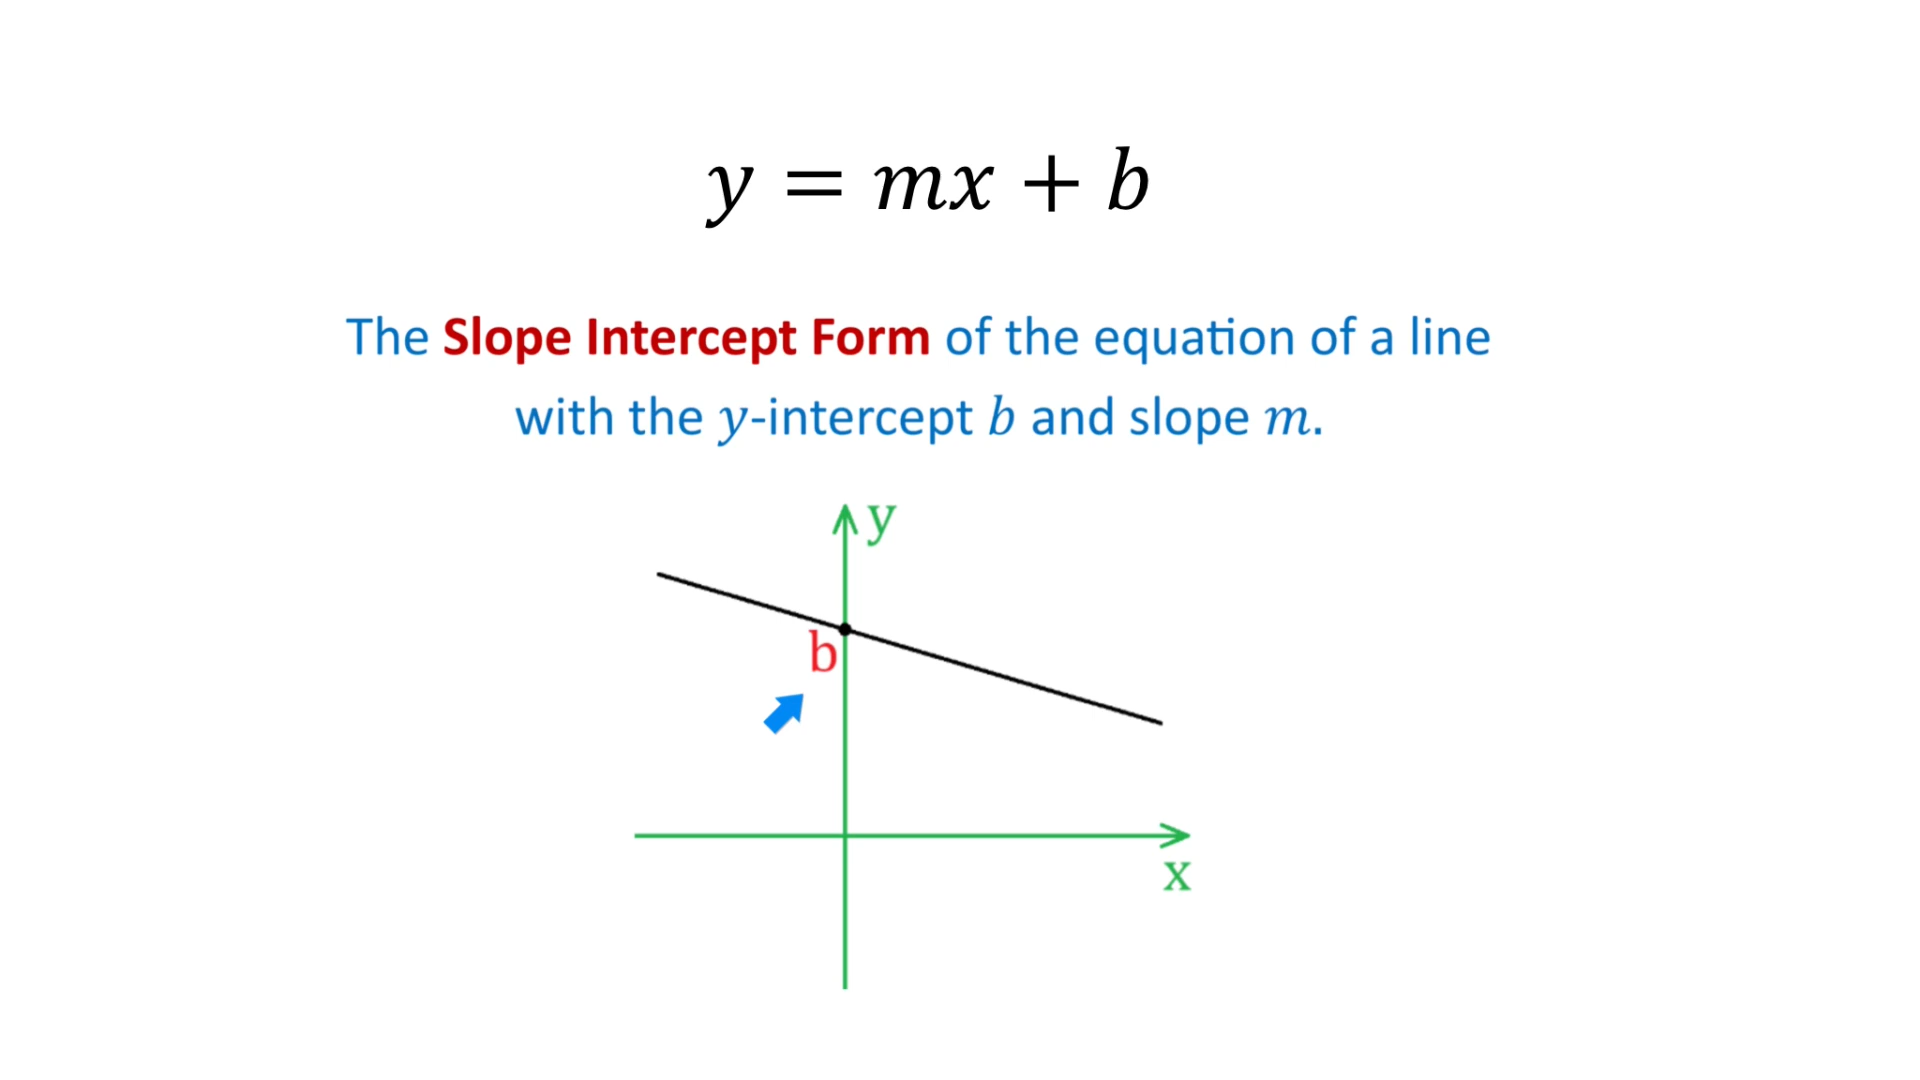 y = mx + b
The Slope Intercept Form of the equation of a line
with the y-intercept b and slope m.
y
b
x